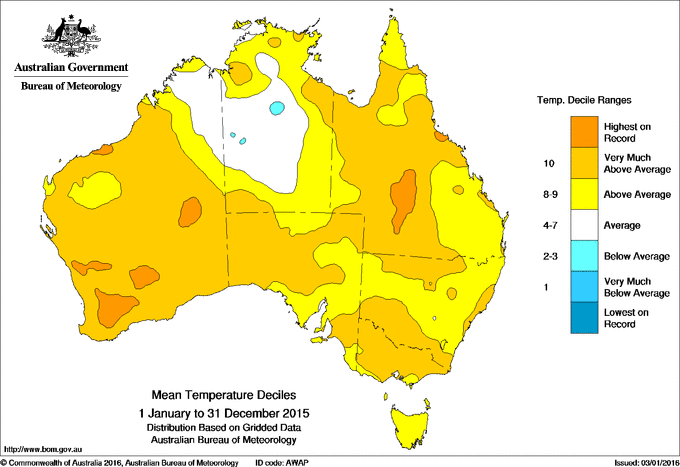 Australian Government
Bureau of Meteorology
Temp. Decile Ranges
Highest on
Record
10
Very Much
Above Average
8-9
Above Average
4-7
Average
2-3
Below Average
1
Very Much
Below Average
Lowest on
Record
Mean Temperature Deciles
1 January to 31 December 2015
Distribution Based on Gridded Data
Australian Bureau of Meteorology
http://www.bom.gov.au
© Commonwealth of Australia 2016, Australian Bureau of Meteorology ID code: AWAP Issued: 03/01/2016